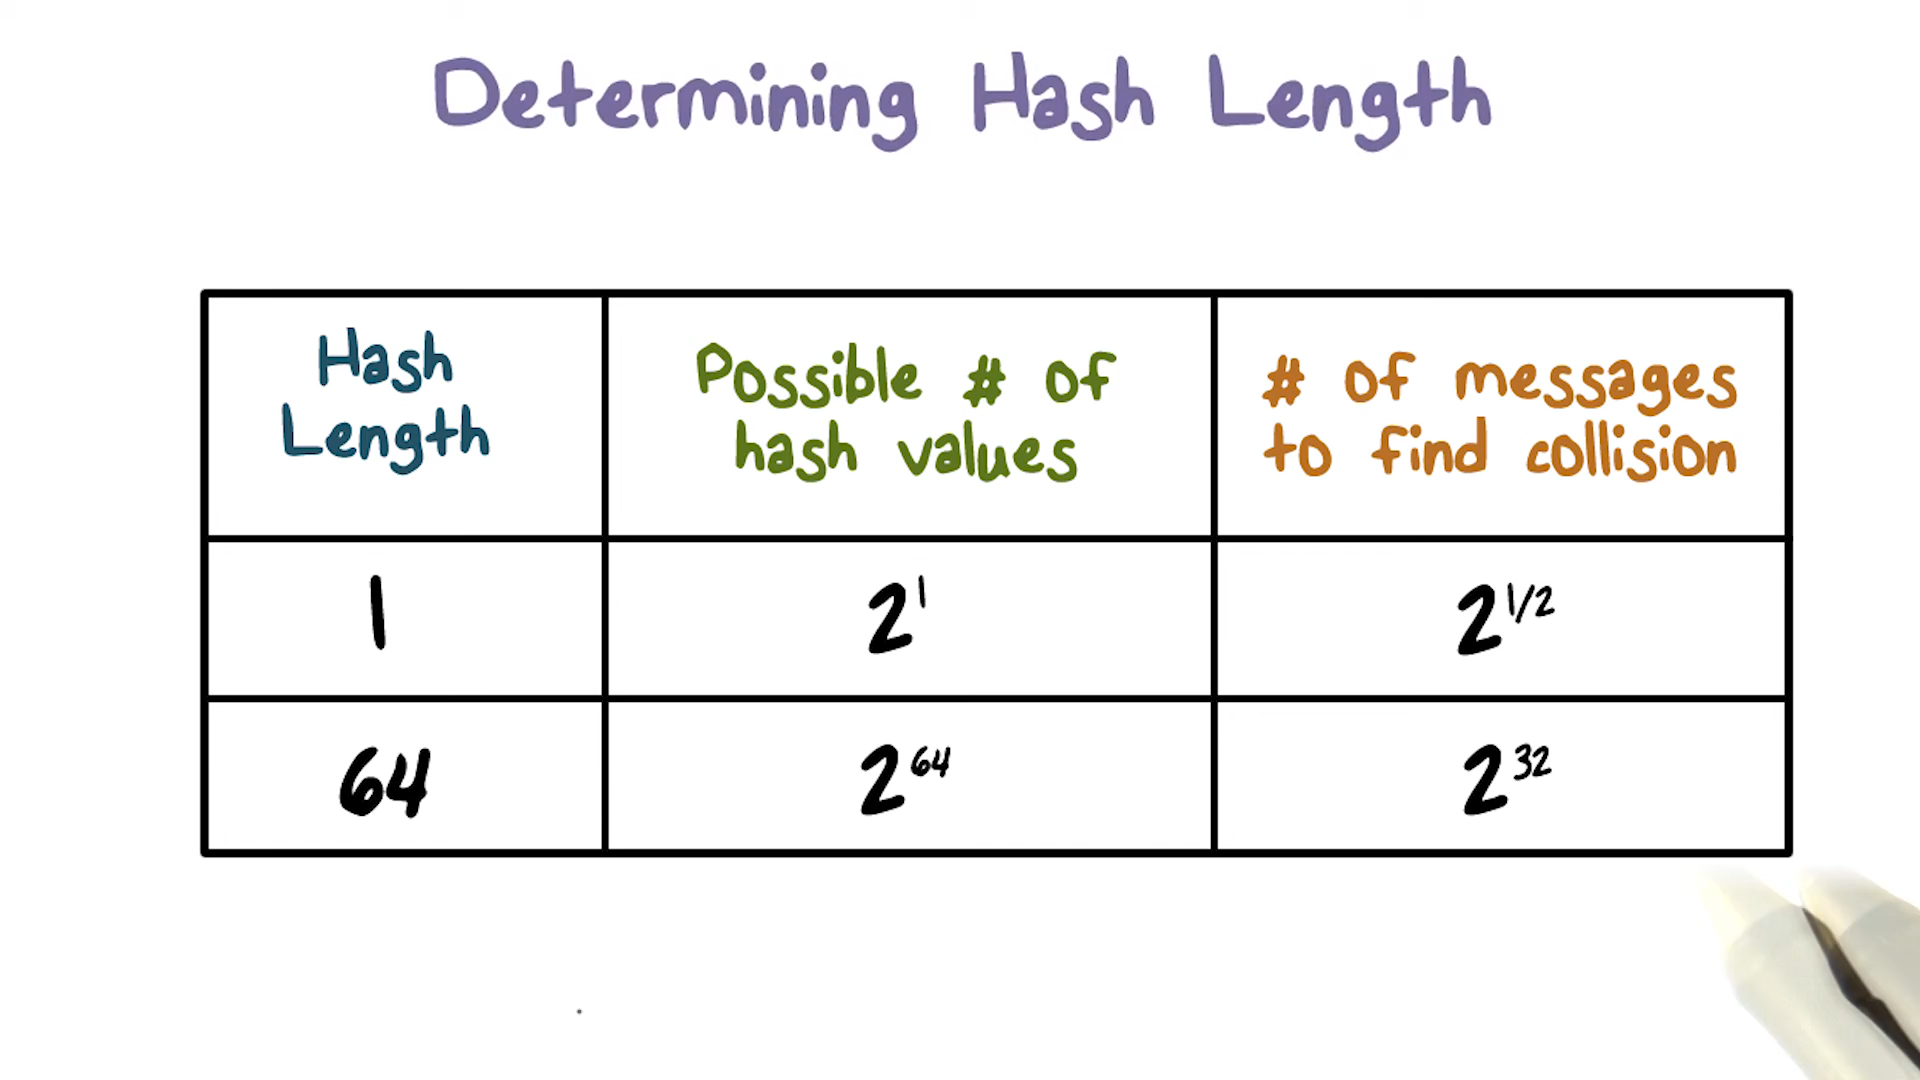 Determining Hash Length
Hash
Length
Possible # of
hash values
# of messages
to find collision
1
2^1
2^1/2
64
2^64
2^32